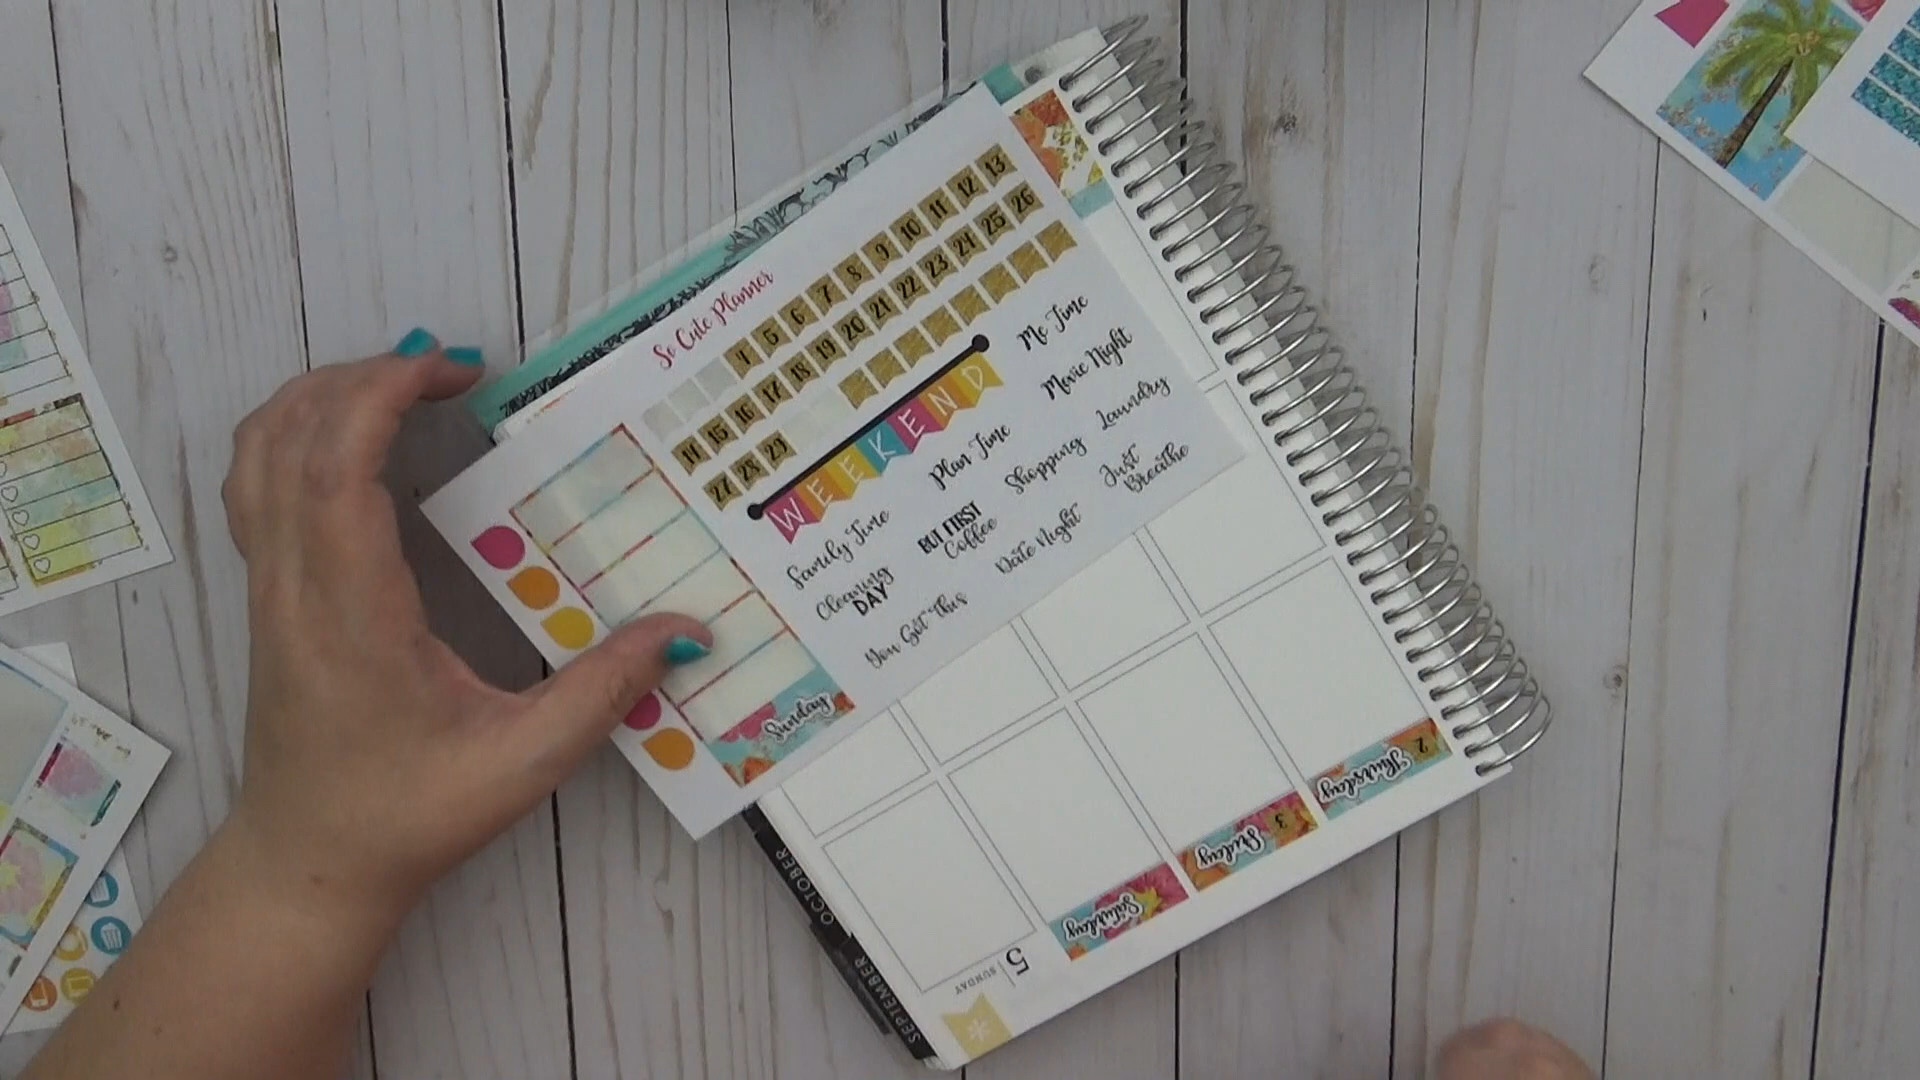 So Cute Planner
4 5 6 7 8 9 10 11 12 13
14 15 16 17 18 19 20 21 22 23 24 25 26
27 28 29
WEEKEND
Me Time
Movie Night
Laundry
Plan Time
Shopping
Just
Breathe
Family Time
BUT FIRST
Coffee
Date Night
Cleaning
DAY
You Got This
Sunday
Thursday 2
Friday 3
Saturday
5
SUNDAY
OCTOBER
SEPTEMBER